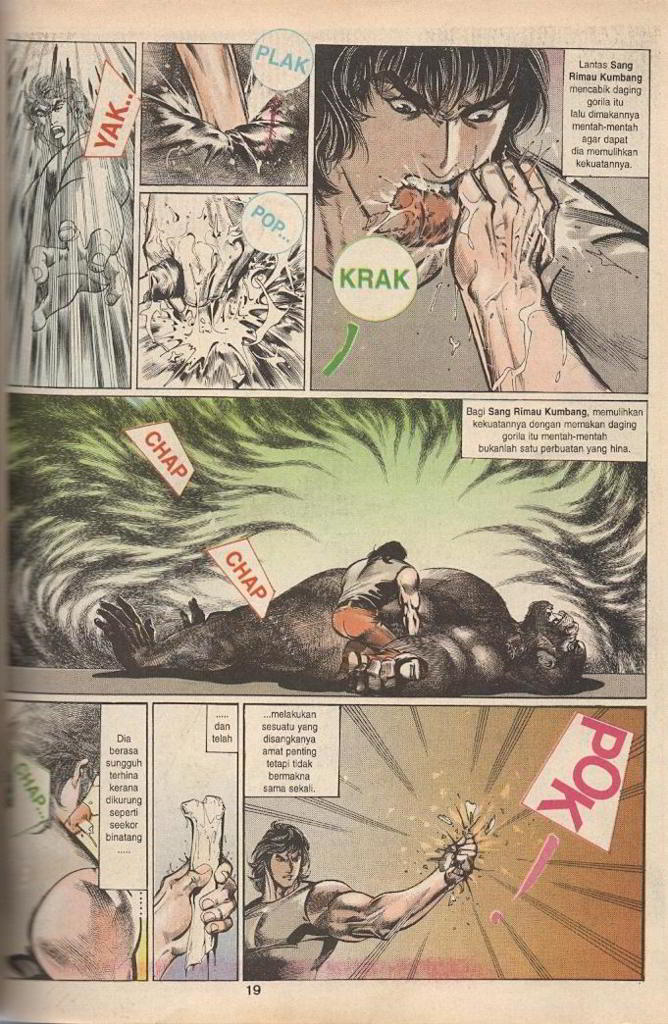 YAK..
PLAK
POP...
KRAK
Lantas Sang
Rimau Kumbang
mencabik daging
gorila itu
lalu dimakannya
mentah-mentah
agar dapat
dia memulihkan
kekuatannya.
Bagi Sang Rimau Kumbang, memulihkan
kekuatannya dengan memakan daging
gorila itu mentah-mentah
bukanlah satu perbuatan yang hina.
CHAP
CHAP
CHAP...
Dia
berasa
sungguh
terhina
kerana
dikurung
seperti
seekor
binatang
.....
.....
dan
telah
...melakukan
sesuatu yang
disangkanya
amat penting
tetapi tidak
bermakna
sama sekali.
POK!
19